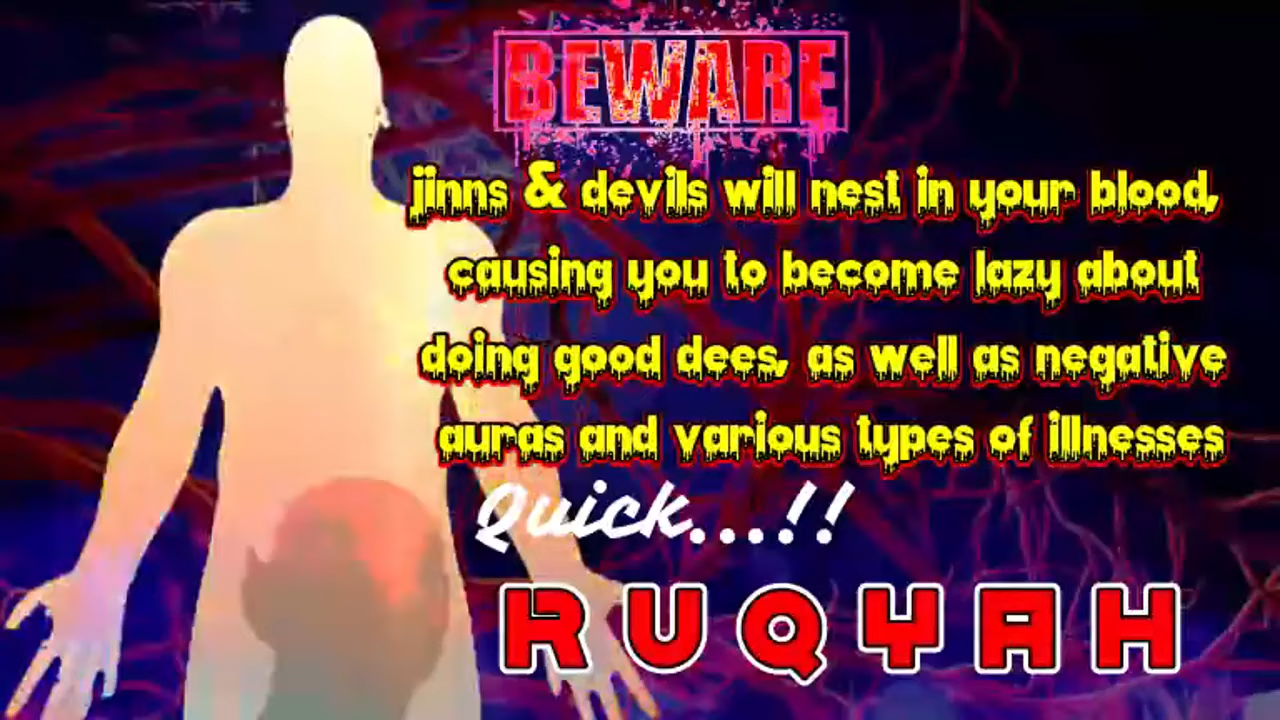 BEWARE
jinns & devils will nest in your blood,
causing you to become lazy about
doing good dees, as well as negative
auras and various types of illnesses
Quick...!!
RUQYAH